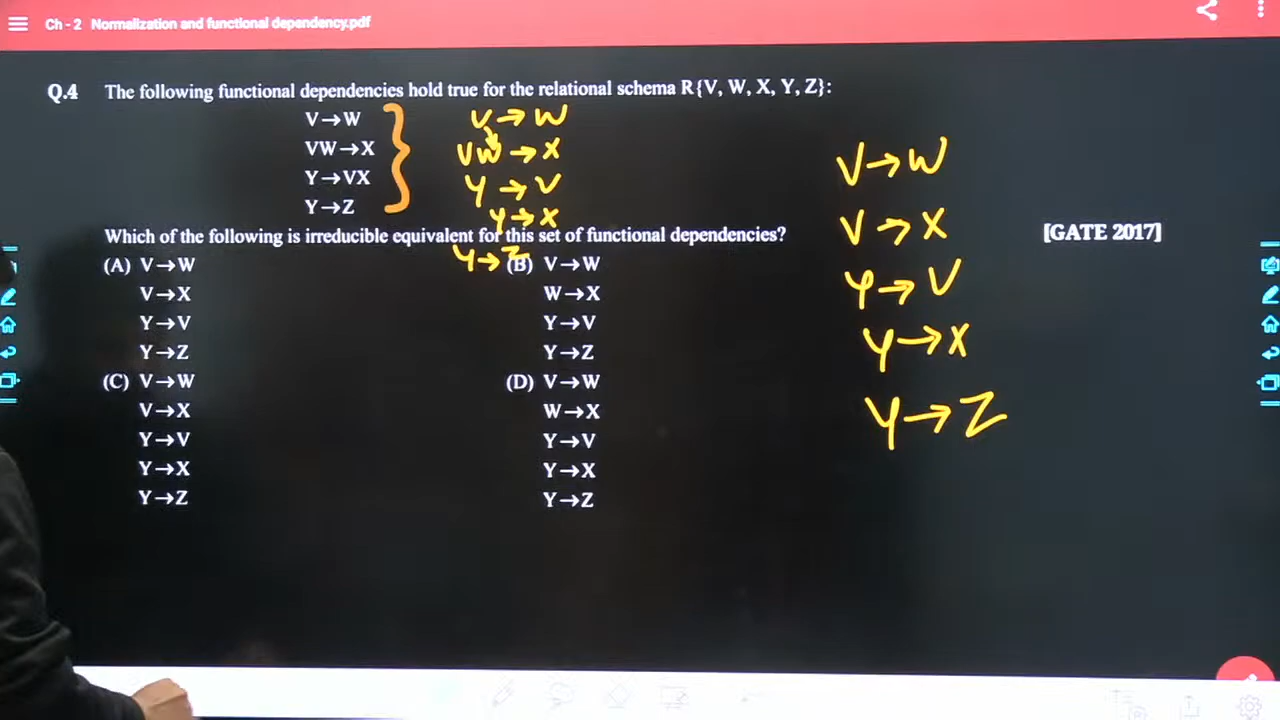 Ch - 2 Normalization and functional dependency.pdf
Q.4 The following functional dependencies hold true for the relational schema R{V, W, X, Y, Z}:
V→W
VW→X
Y→VX
Y→Z
V→W
VW→X
Y→V
Y→X
Y→Z
V→W
V→X
Y→V
Y→X
Y→Z
Which of the following is irreducible equivalent for this set of functional dependencies? [GATE 2017]
(A) V→W
V→X
Y→V
Y→Z
(B) V→W
W→X
Y→V
Y→Z
(C) V→W
V→X
Y→V
Y→X
Y→Z
(D) V→W
W→X
Y→V
Y→X
Y→Z